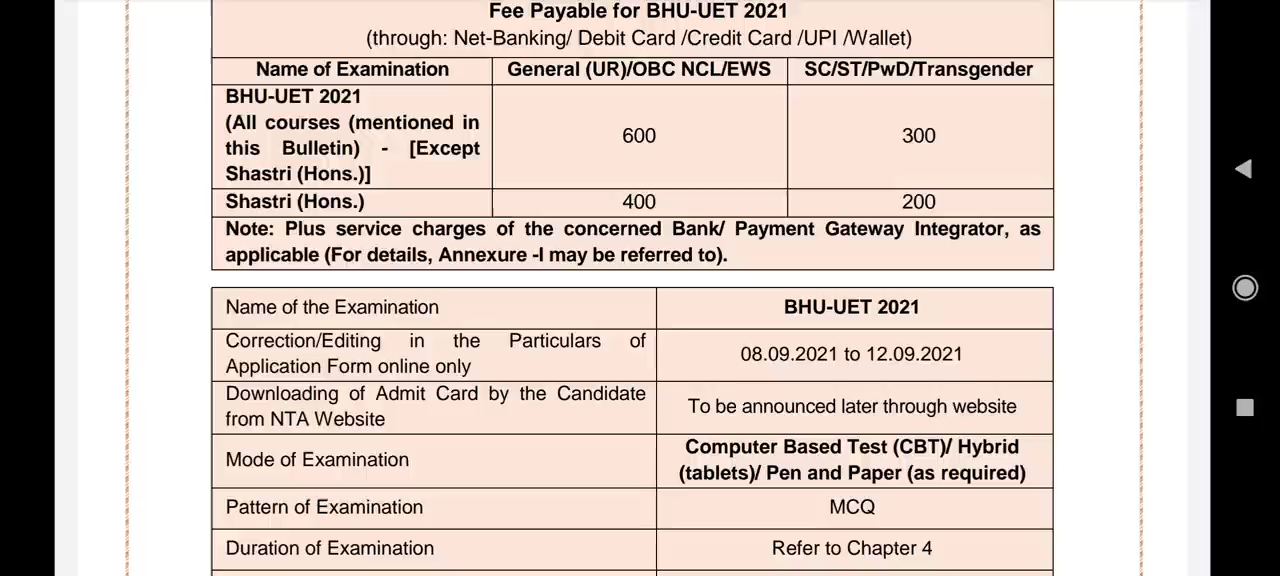 Fee Payable for BHU-UET 2021
(through: Net-Banking/ Debit Card /Credit Card /UPI /Wallet)
Name of Examination General (UR)/OBC NCL/EWS SC/ST/PwD/Transgender
BHU-UET 2021
(All courses (mentioned in
this Bulletin) - [Except
Shastri (Hons.)]
600 300
Shastri (Hons.) 400 200
Note: Plus service charges of the concerned Bank/ Payment Gateway Integrator, as
applicable (For details, Annexure -I may be referred to).
Name of the Examination BHU-UET 2021
Correction/Editing in the Particulars of
Application Form online only
08.09.2021 to 12.09.2021
Downloading of Admit Card by the Candidate
from NTA Website
To be announced later through website
Mode of Examination
Computer Based Test (CBT)/ Hybrid
(tablets)/ Pen and Paper (as required)
Pattern of Examination MCQ
Duration of Examination Refer to Chapter 4